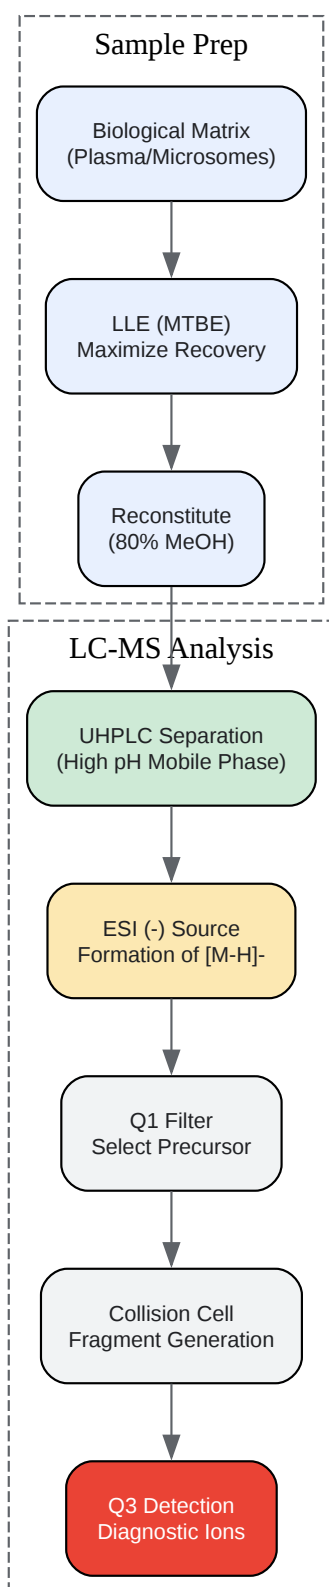 Sample Prep
Biological Matrix
(Plasma/Microsomes)
LLE (MTBE)
Maximize Recovery
Reconstitute
(80% MeOH)
LC-MS Analysis
UHPLC Separation
(High pH Mobile Phase)
ESI (-) Source
Formation of [M-H]-
Q1 Filter
Select Precursor
Collision Cell
Fragment Generation
Q3 Detection
Diagnostic Ions